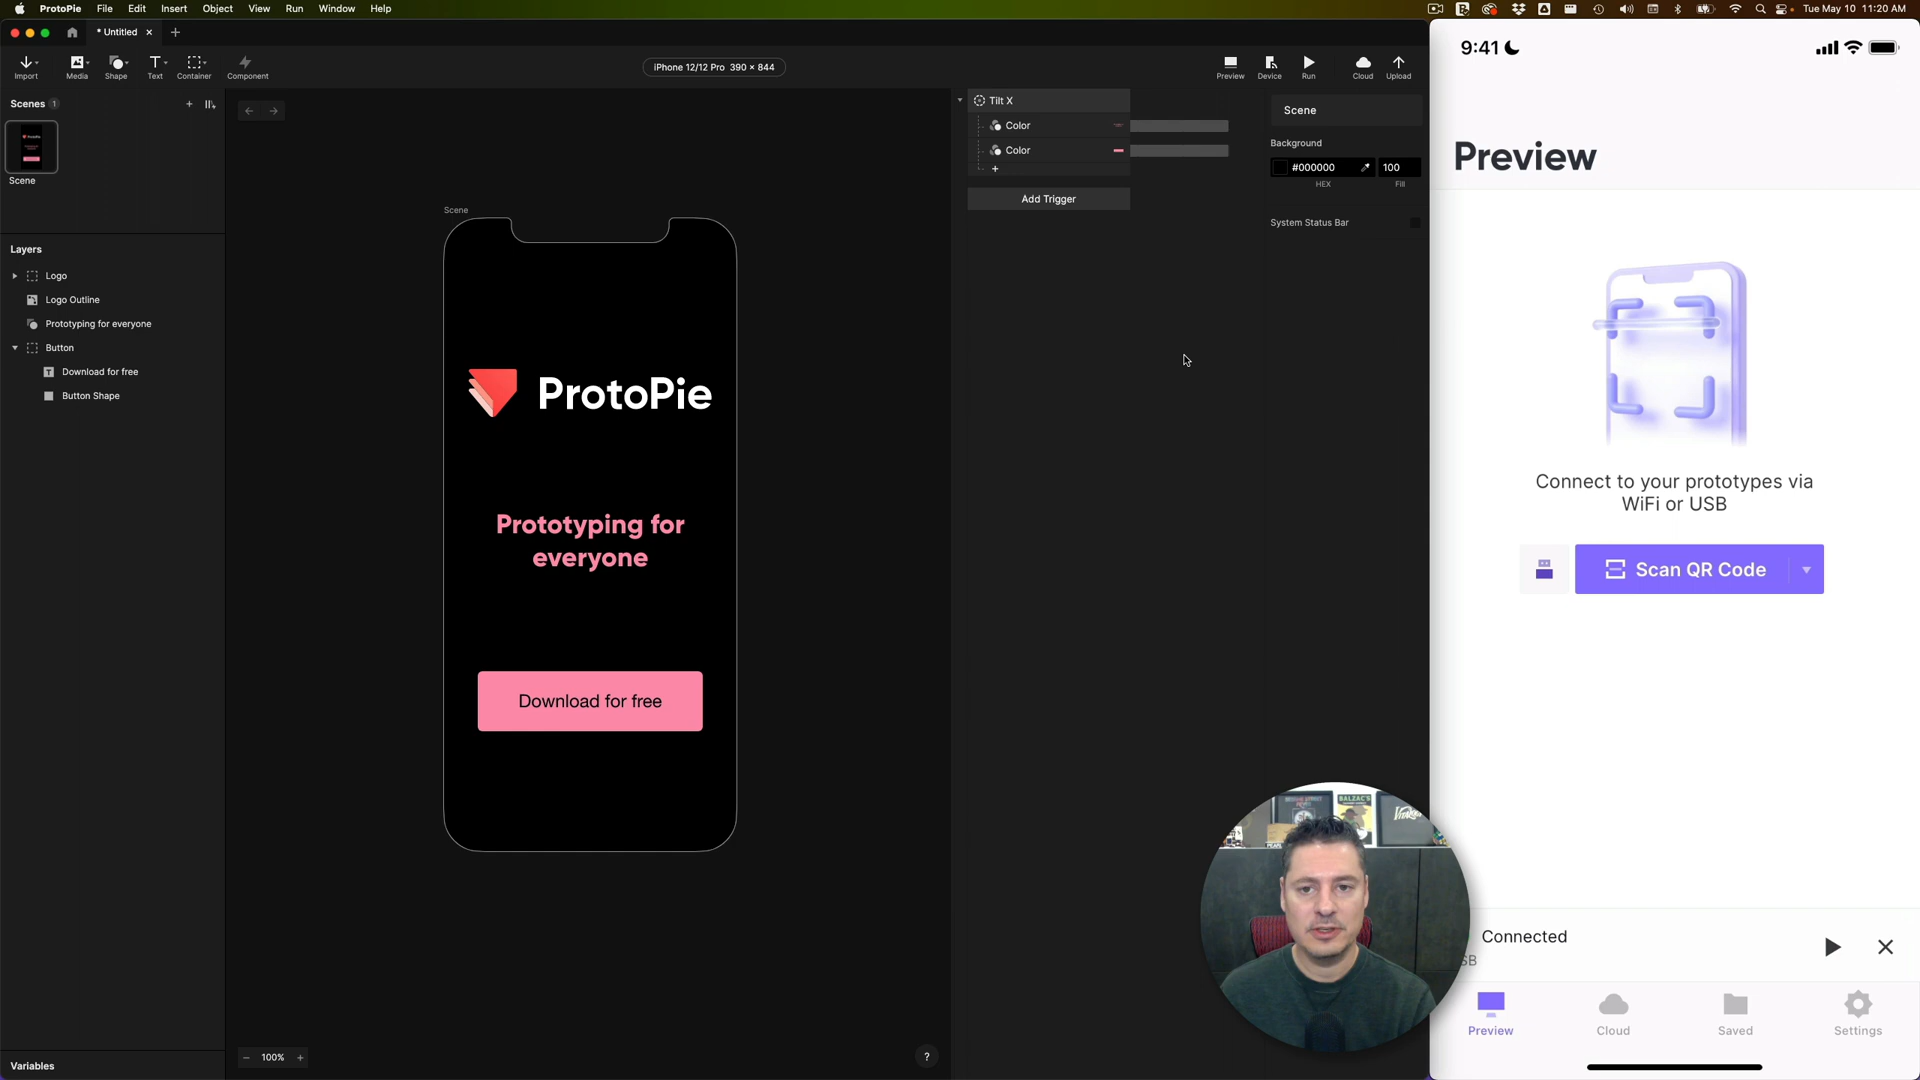 ProtoPie File Edit Insert Object View Run Window Help
Tue May 10 11:20 AM
* Untitled
Import Media Shape Text Container Component
iPhone 12/12 Pro 390 × 844
Preview Device Run Cloud Upload
Scenes 1
Scene
Layers
Logo
Logo Outline
Prototyping for everyone
Button
Download for free
Button Shape
Variables
Scene
ProtoPie
Prototyping for
everyone
Download for free
100%
?
Tilt X
Color
Color
Add Trigger
Scene
Background
#000000 100
HEX Fill
System Status Bar
9:41
Preview
Connect to your prototypes via
WiFi or USB
Scan QR Code
Connected
SB
Preview Cloud Saved Settings
BALZAC'S